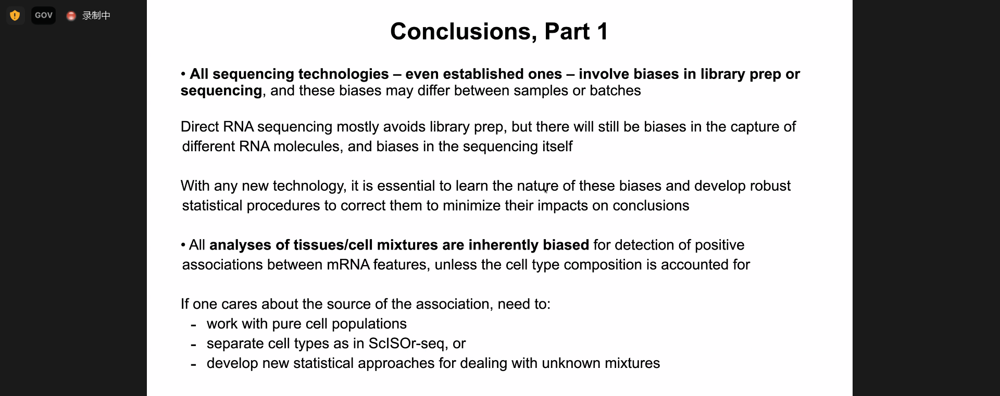 GOV
录制中
Conclusions, Part 1
• All sequencing technologies – even established ones – involve biases in library prep or
sequencing, and these biases may differ between samples or batches
Direct RNA sequencing mostly avoids library prep, but there will still be biases in the capture of
different RNA molecules, and biases in the sequencing itself
With any new technology, it is essential to learn the nature of these biases and develop robust
statistical procedures to correct them to minimize their impacts on conclusions
• All analyses of tissues/cell mixtures are inherently biased for detection of positive
associations between mRNA features, unless the cell type composition is accounted for
If one cares about the source of the association, need to:
- work with pure cell populations
- separate cell types as in ScISOr-seq, or
- develop new statistical approaches for dealing with unknown mixtures